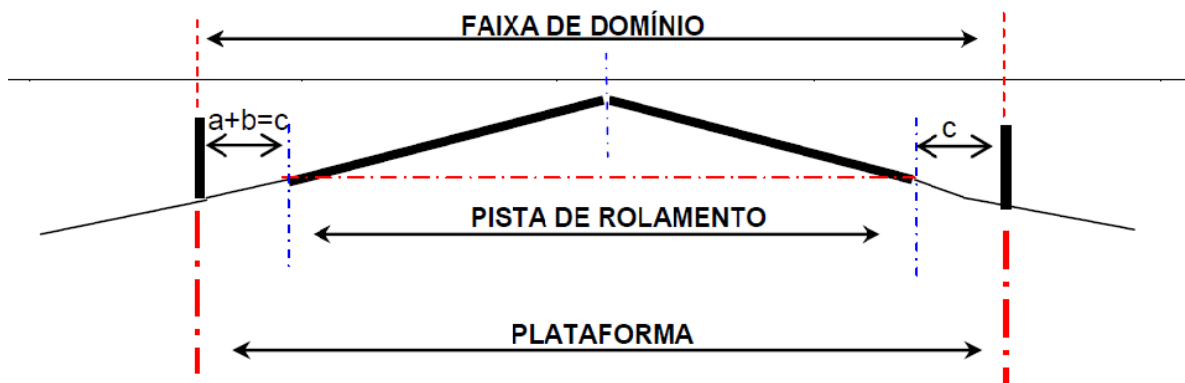 FAIXA DE DOMÍNIO
a+b=c
c
PISTA DE ROLAMENTO
PLATAFORMA